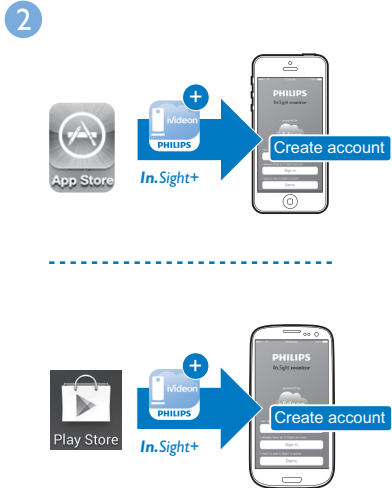 2
App Store
iVideon
PHILIPS
In.Sight+
PHILIPS
In.Sight monitor
Create account
Sign in
Demo
Play Store
iVideon
PHILIPS
In.Sight+
PHILIPS
In.Sight monitor
Create account
Sign in
Demo